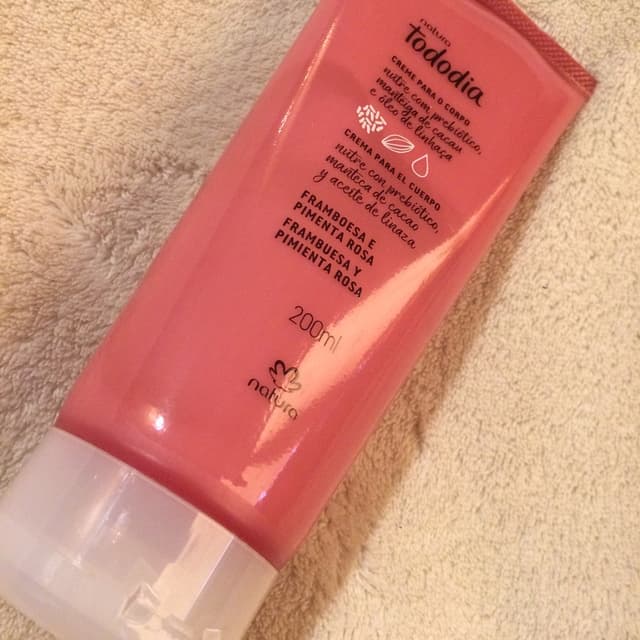 natura
Tododia
CREME PARA O CORPO
nutre com prebiótico,
manteiga de cacau
e óleo de linhaça
CREMA PARA EL CUERPO
nutre con prebiótico,
manteca de cacao
y aceite de linaza
FRAMBOESA E
PIMENTA ROSA
FRAMBUESA Y
PIMIENTA ROSA
200ml
natura